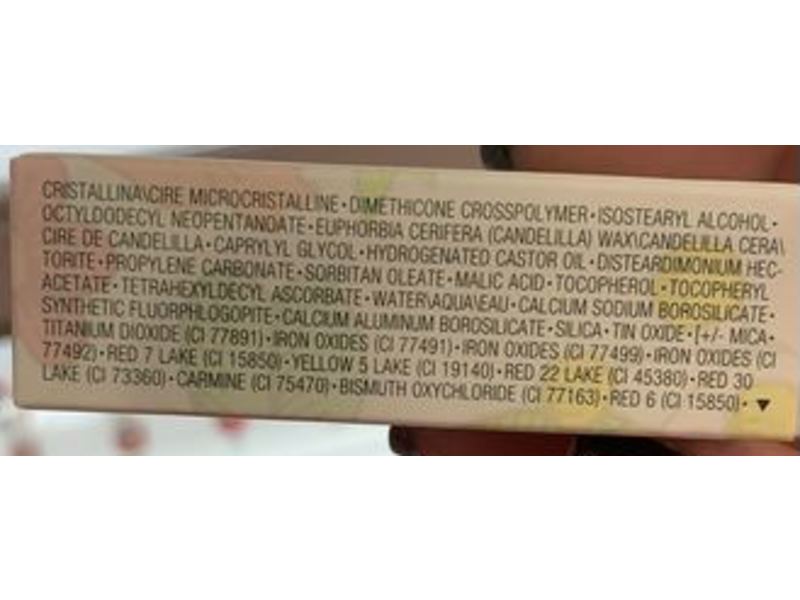 CRISTALLINA\CIRE MICROCRISTALLINE • DIMETHICONE CROSSPOLYMER • ISOSTEARYL ALCOHOL •
OCTYLDODECYL NEOPENTANOATE • EUPHORBIA CERIFERA (CANDELILLA) WAX\CANDELILLA CERA\
CIRE DE CANDELILLA • CAPRYLYL GLYCOL • HYDROGENATED CASTOR OIL • DISTEARDIMONIUM HEC-
TORITE • PROPYLENE CARBONATE • SORBITAN OLEATE • MALIC ACID • TOCOPHEROL • TOCOPHERYL
ACETATE • TETRAHEXYLDECYL ASCORBATE • WATER\AQUA\EAU • CALCIUM SODIUM BOROSILICATE •
SYNTHETIC FLUORPHLOGOPITE • CALCIUM ALUMINUM BOROSILICATE • SILICA • TIN OXIDE • [+/- MICA •
TITANIUM DIOXIDE (CI 77891) • IRON OXIDES (CI 77491) • IRON OXIDES (CI 77499) • IRON OXIDES (CI
77492) • RED 7 LAKE (CI 15850) • YELLOW 5 LAKE (CI 19140) • RED 22 LAKE (CI 45380) • RED 30
LAKE (CI 73360) • CARMINE (CI 75470) • BISMUTH OXYCHLORIDE (CI 77163) • RED 6 (CI 15850) • ▼